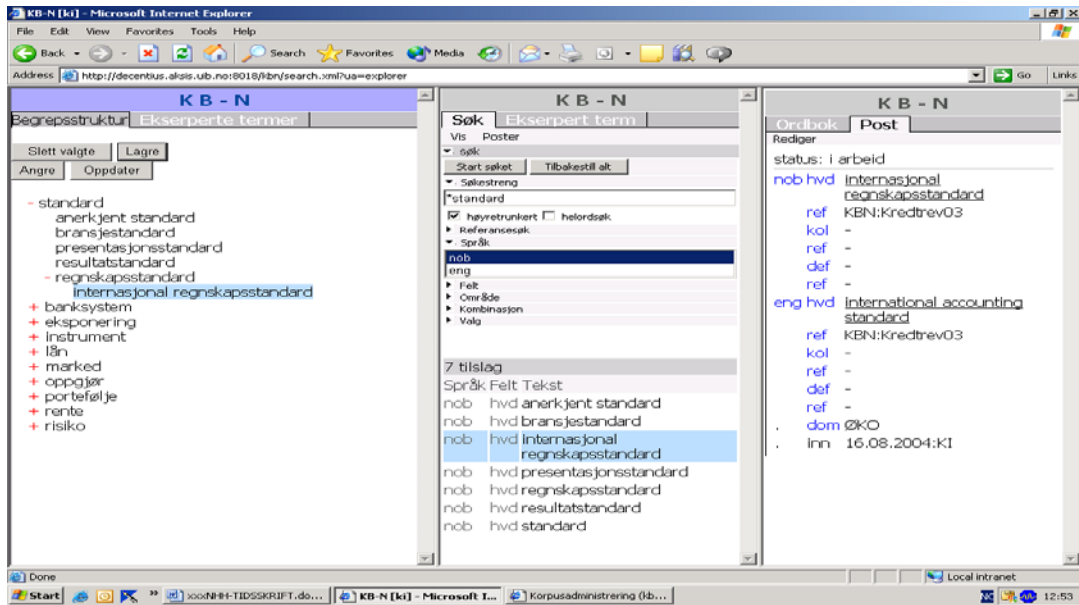 KB-N [ki] - Microsoft Internet Explorer
File Edit View Favorites Tools Help
Back Search Favorites Media
Address http://decentius.aksis.ub.no:8018/kbn/search.xml?ua=explorer Go Links
KB-N
Begrepsstruktur Ekserperte termer
Slett valgte Lagre
Angre Oppdater
- standard
anerkjent standard
bransjestandard
presentasjonsstandard
resultatstandard
- regnskapsstandard
internasjonal regnskapsstandard
+ banksystem
+ eksponering
+ instrument
+ lån
+ marked
+ oppgjør
+ portefølje
+ rente
+ risiko
KB-N
Søk Ekserpert term
Vis Poster
søk
Start søket Tilbakestill alt
Søkestreng
*standard
høyretrunkert helordsøk
Referansesøk
Språk
nob
eng
Felt
Område
Kombinasjon
Valg
7 tilslag
Språk Felt Tekst
nob hvd anerkjent standard
nob hvd bransjestandard
nob hvd internasjonal
regnskapsstandard
nob hvd presentasjonsstandard
nob hvd regnskapsstandard
nob hvd resultatstandard
nob hvd standard
KB-N
Ordbok Post
Rediger
status: i arbeid
nob hvd internasjonal
regnskapsstandard
ref KBN:Kredtrev03
kol -
ref -
def -
ref -
eng hvd international accounting
standard
ref KBN:Kredtrev03
kol -
ref -
def -
ref -
. dom ØKO
. inn 16.08.2004:KI
Done Local intranet
Start » xxxNHH-TIDSSKRIFT.do... KB-N [ki] - Microsoft I... Korpusadministrering (kb... 12:53